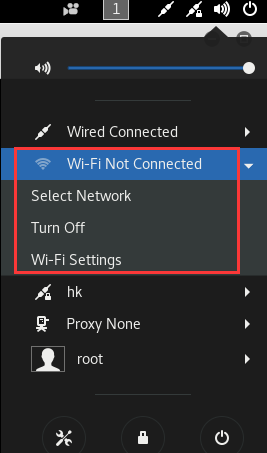 1
Wired Connected
Wi-Fi Not Connected
Select Network
Turn Off
Wi-Fi Settings
hk
Proxy None
root